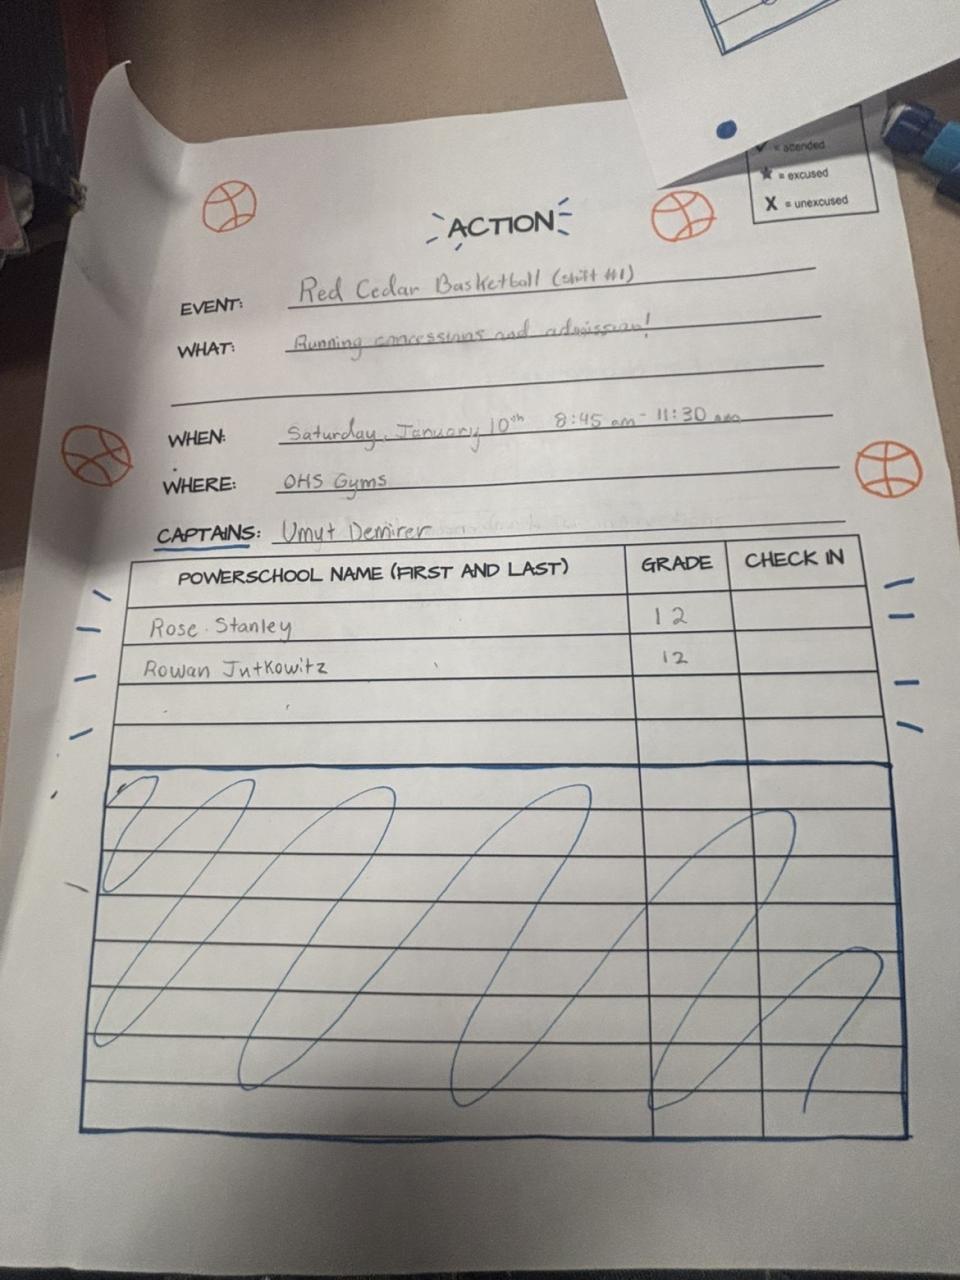 = attended
= excused
X = unexcused
ACTION
EVENT: Red Cedar Basketball (shift #1)
WHAT: Running concessions and admission!
WHEN: Saturday, January 10th 8:45 am - 11:30 am
WHERE: OHS Gyms
CAPTAINS: Umut Demirer
POWERSCHOOL NAME (FIRST AND LAST) GRADE CHECK IN
Rose Stanley 12
Rowan Jutkowitz 12